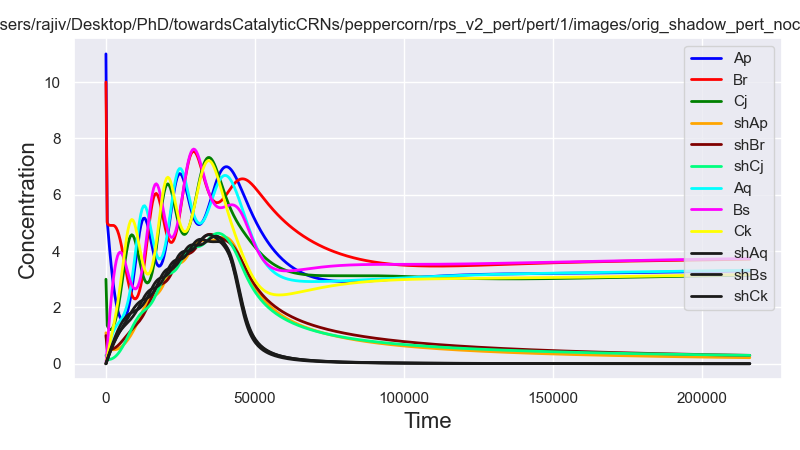 sers/rajiv/Desktop/PhD/towardsCatalyticCRNs/peppercorn/rps_v2_pert/pert/1/images/orig_shadow_pert_noc
Concentration
10
8
6
4
2
0
0
50000
100000
150000
200000
Time
Ap
Br
Cj
shAp
shBr
shCj
Aq
Bs
Ck
shAq
shBs
shCk